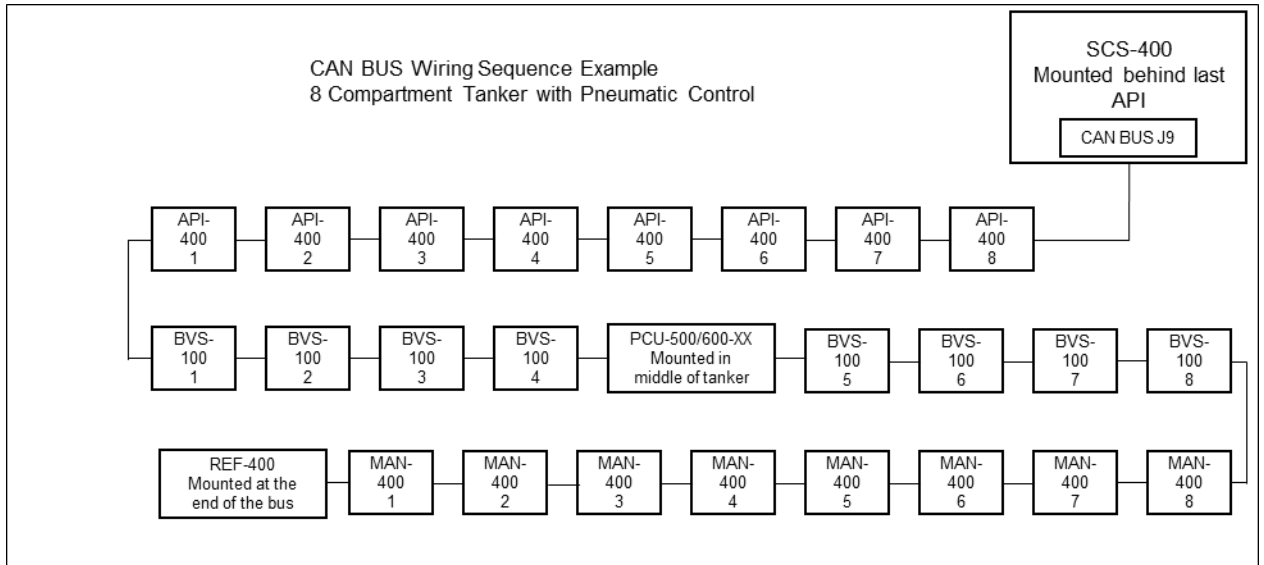 CAN BUS Wiring Sequence Example
8 Compartment Tanker with Pneumatic Control
SCS-400
Mounted behind last
API
CAN BUS J9
API-
400
1
API-
400
2
API-
400
3
API-
400
4
API-
400
5
API-
400
6
API-
400
7
API-
400
8
BVS-
100
1
BVS-
100
2
BVS-
100
3
BVS-
100
4
PCU-500/600-XX
Mounted in
middle of tanker
BVS-
100
5
BVS-
100
6
BVS-
100
7
BVS-
100
8
REF-400
Mounted at the
end of the bus
MAN-
400
1
MAN-
400
2
MAN-
400
3
MAN-
400
4
MAN-
400
5
MAN-
400
6
MAN-
400
7
MAN-
400
8